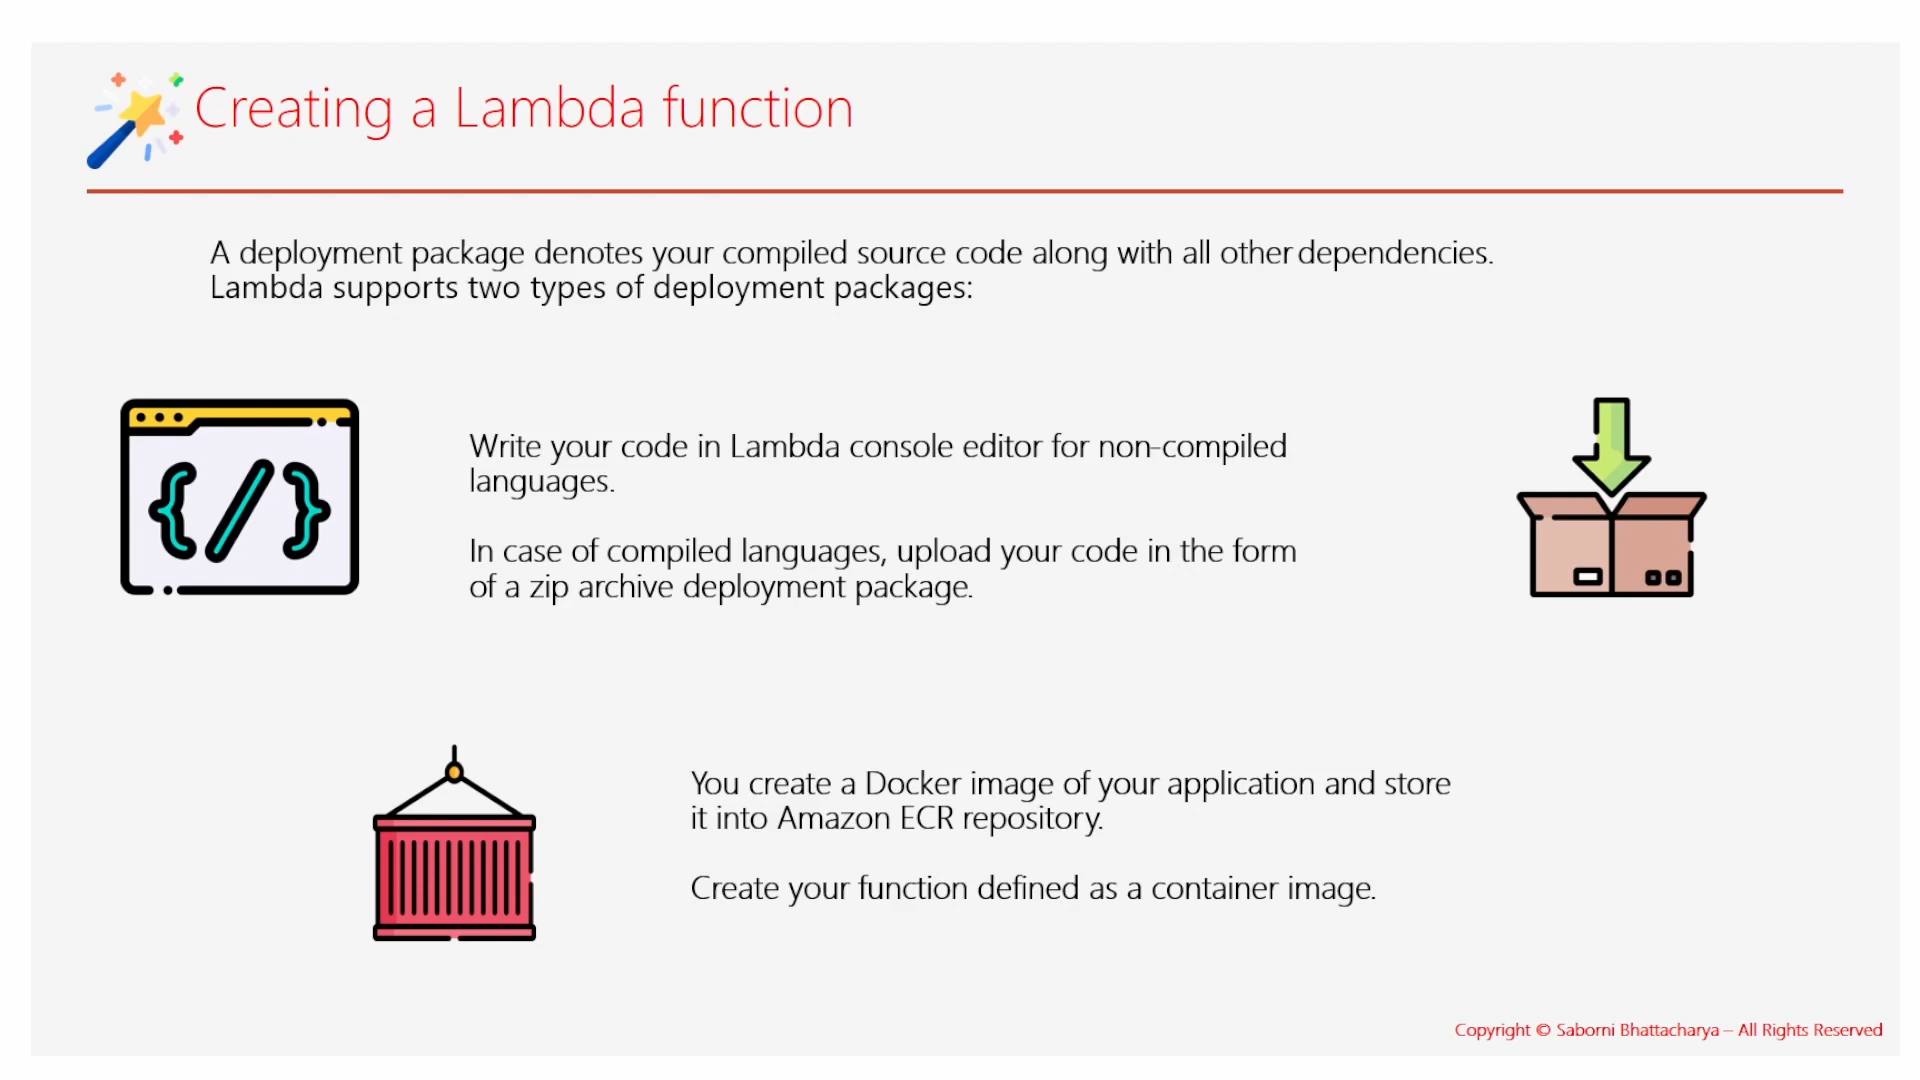 Creating a Lambda function
A deployment package denotes your compiled source code along with all other dependencies.
Lambda supports two types of deployment packages:
Write your code in Lambda console editor for non-compiled
languages.
In case of compiled languages, upload your code in the form
of a zip archive deployment package.
You create a Docker image of your application and store
it into Amazon ECR repository.
Create your function defined as a container image.
Copyright © Saborni Bhattacharya – All Rights Reserved